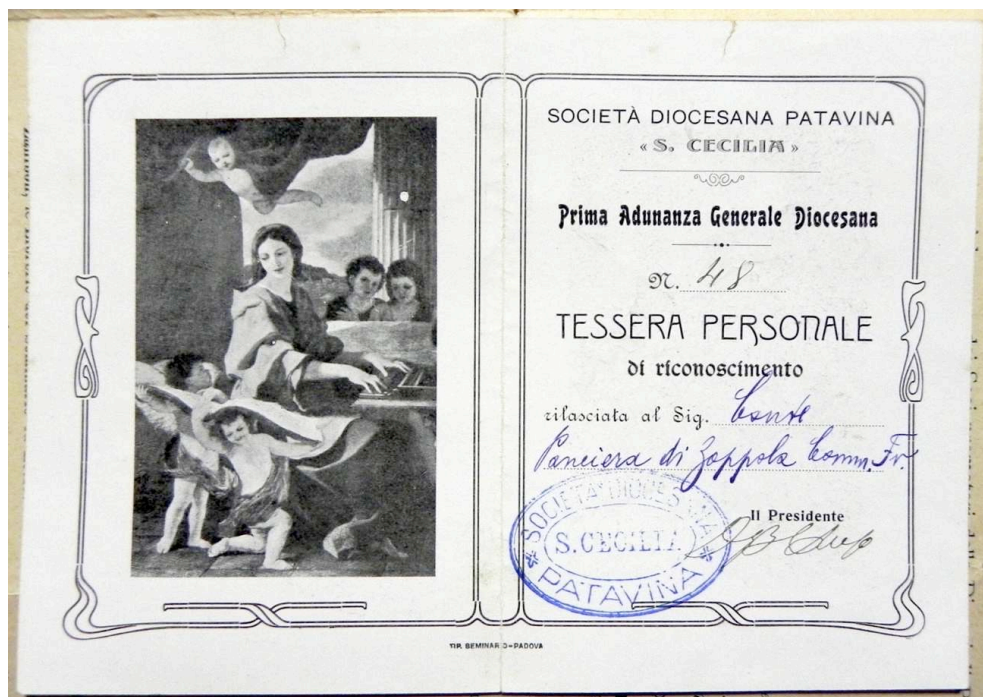 SOCIETÀ DIOCESANA PATAVINA
« S. CECILIA »
Prima Adunanza Generale Diocesana
N. 48
TESSERA PERSONALE
di riconoscimento
rilasciata al Sig. Conte
Panciera di Zoppola Comm. Fr.
Il Presidente
SOCIETÀ DIOCESANA
S. CECILIA
PATAVINA
TIP. SEMINARIO-PADOVA